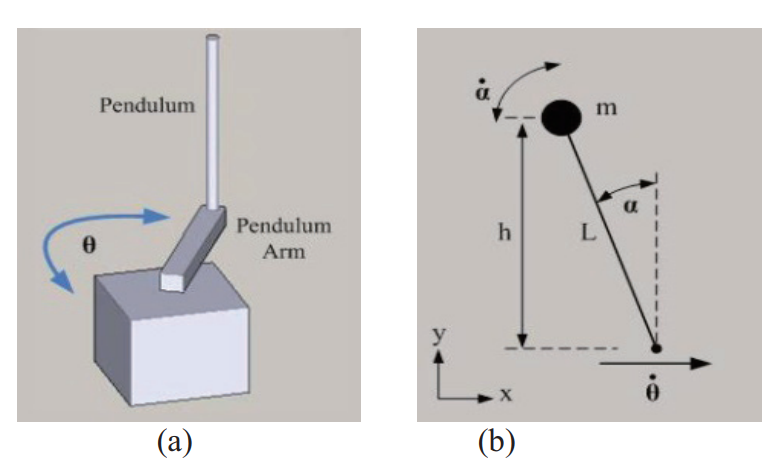 Pendulum
θ
Pendulum
Arm
(a)
α̇
m
α
h
L
y
x
θ̇
(b)